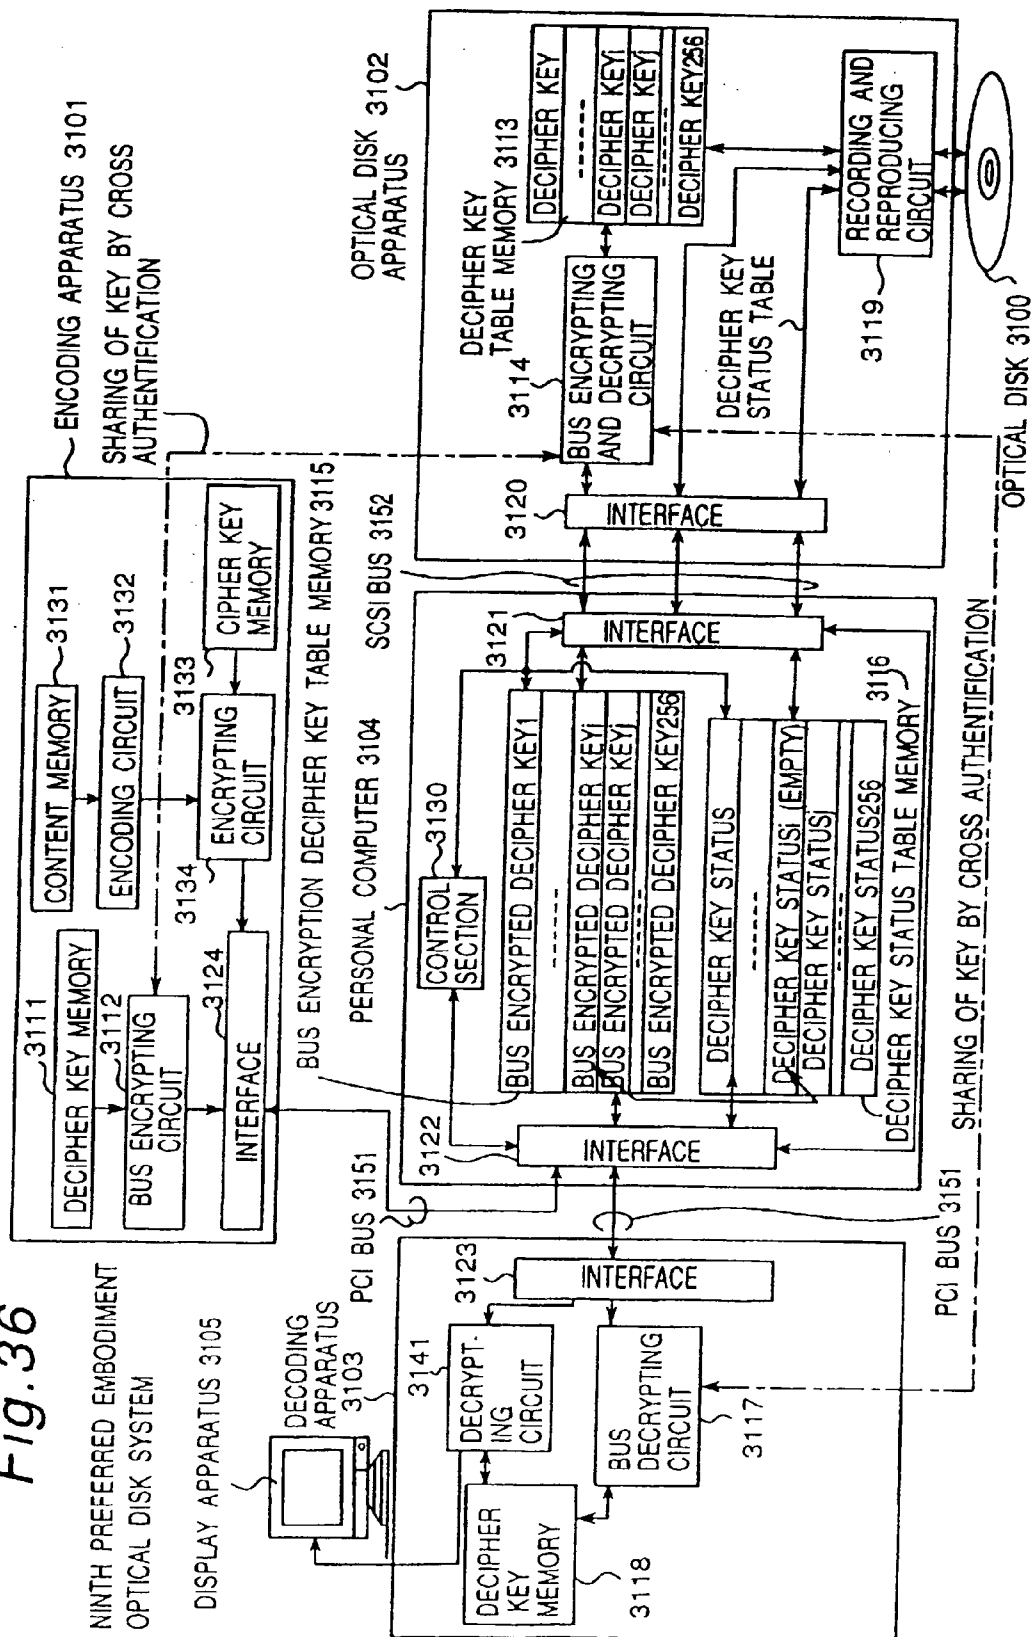 Fig.36
NINTH PREFERRED EMBODIMENT
OPTICAL DISK SYSTEM
ENCODING APPARATUS 3101
SHARING OF KEY BY CROSS
AUTHENTIFICATION
DECIPHER KEY MEMORY
3111
BUS ENCRYPTING
CIRCUIT
3112
3124
INTERFACE
CONTENT MEMORY
3131
ENCODING CIRCUIT
3132
3133
CIPHER KEY
MEMORY
3134
ENCRYPTING
CIRCUIT
DISPLAY APPARATUS 3105
DECODING
APPARATUS
3103
3141
DECRYPT-
ING
CIRCUIT
DECIPHER
KEY
MEMORY
3118
BUS
DECRYPTING
CIRCUIT
3117
3123
INTERFACE
PCI BUS 3151
PCI BUS 3151
PERSONAL COMPUTER 3104
BUS ENCRYPTION DECIPHER KEY TABLE MEMORY 3115
3130
CONTROL
SECTION
3122
INTERFACE
BUS ENCRYPTED DECIPHER KEY1
BUS ENCRYPTED DECIPHER KEYi
BUS ENCRYPTED DECIPHER KEYj
BUS ENCRYPTED DECIPHER KEY256
DECIPHER KEY STATUS
DECIPHER KEY STATUSi (EMPTY)
DECIPHER KEY STATUSj
DECIPHER KEY STATUS256
DECIPHER KEY STATUS TABLE MEMORY
3116
3121
INTERFACE
SCSI BUS 3152
SHARING OF KEY BY CROSS AUTHENTIFICATION
OPTICAL DISK
APPARATUS 3102
3120
INTERFACE
3114
BUS ENCRYPTING
AND DECRYPTING
CIRCUIT
DECIPHER KEY
TABLE MEMORY 3113
DECIPHER KEY
DECIPHER KEYi
DECIPHER KEYj
DECIPHER KEY256
DECIPHER KEY
STATUS TABLE
RECORDING AND
REPRODUCING
CIRCUIT
3119
OPTICAL DISK 3100